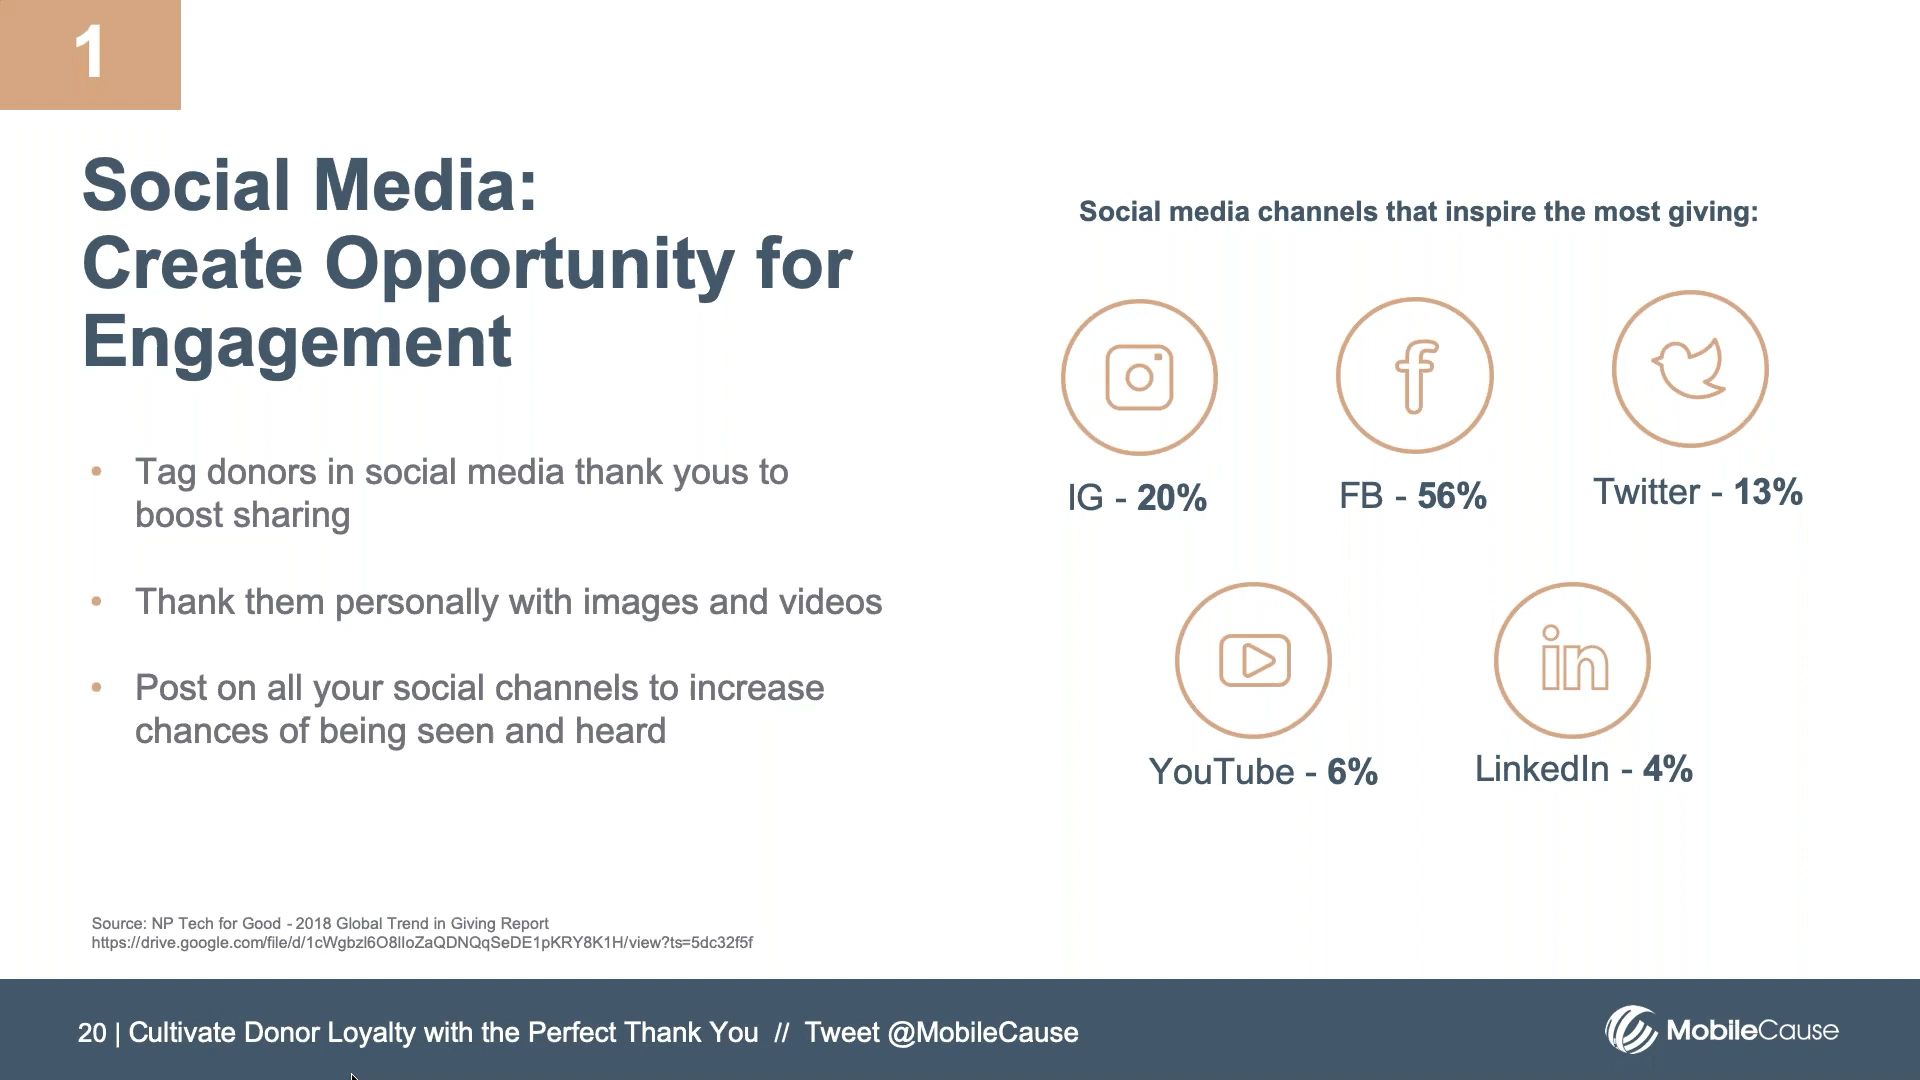 1
Social Media:
Create Opportunity for
Engagement
• Tag donors in social media thank yous to
boost sharing
• Thank them personally with images and videos
• Post on all your social channels to increase
chances of being seen and heard
Social media channels that inspire the most giving:
IG - 20%
FB - 56%
Twitter - 13%
in
YouTube - 6%
LinkedIn - 4%
Source: NP Tech for Good - 2018 Global Trend in Giving Report
https://drive.google.com/file/d/1cWgbzl6O8lIoZaQDNQqSeDE1pKRY8K1H/view?ts=5dc32f5f
20 | Cultivate Donor Loyalty with the Perfect Thank You // Tweet @MobileCause
MobileCause